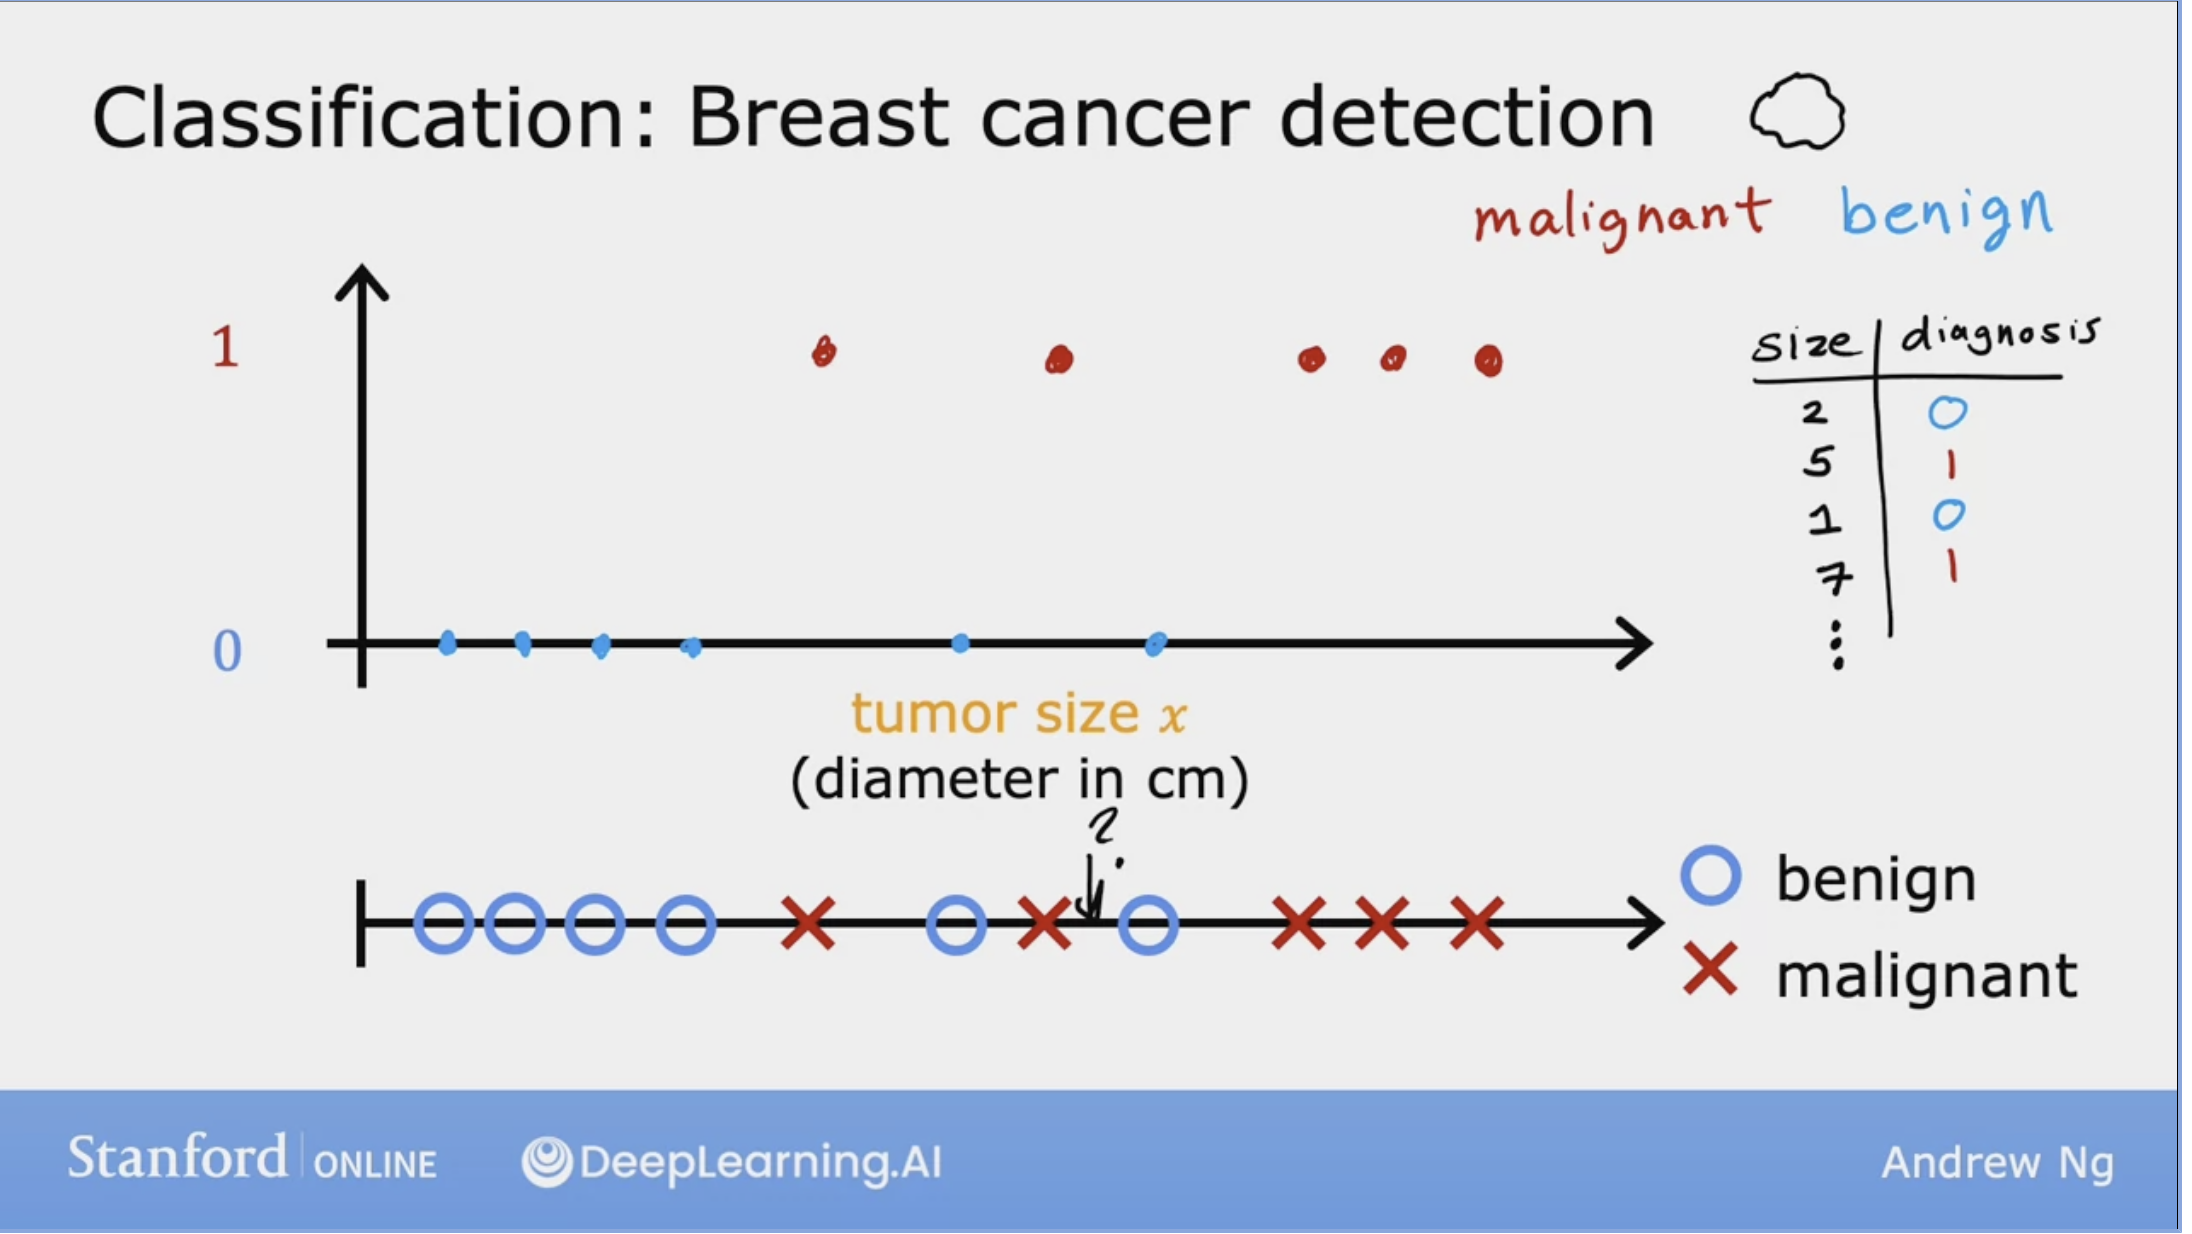 Classification: Breast cancer detection
malignant benign
1
0
size diagnosis
2 0
5 1
1 0
7 1
⋮
tumor size x
(diameter in cm)
?
benign
malignant
Stanford | ONLINE
DeepLearning.AI
Andrew Ng